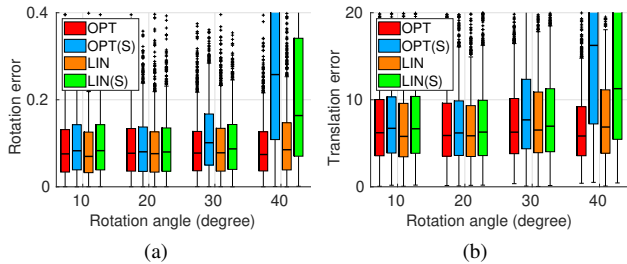 0.4
0.2
0
Rotation error
OPT
OPT(S)
LIN
LIN(S)
10 20 30 40
Rotation angle (degree)
(a)
20
10
0
Translation error
OPT
OPT(S)
LIN
LIN(S)
10 20 30 40
Rotation angle (degree)
(b)